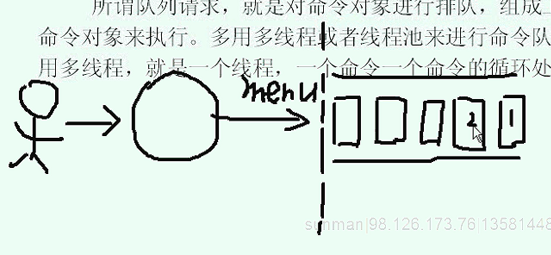 所谓队列请求，就是对命令对象进行排队，组成
命令对象来执行。多用多线程或者线程池来进行命令队
用多线程，就是一个线程，一个命令一个命令的循环处
menu
2 1
sunman|98.126.173.76 13581448